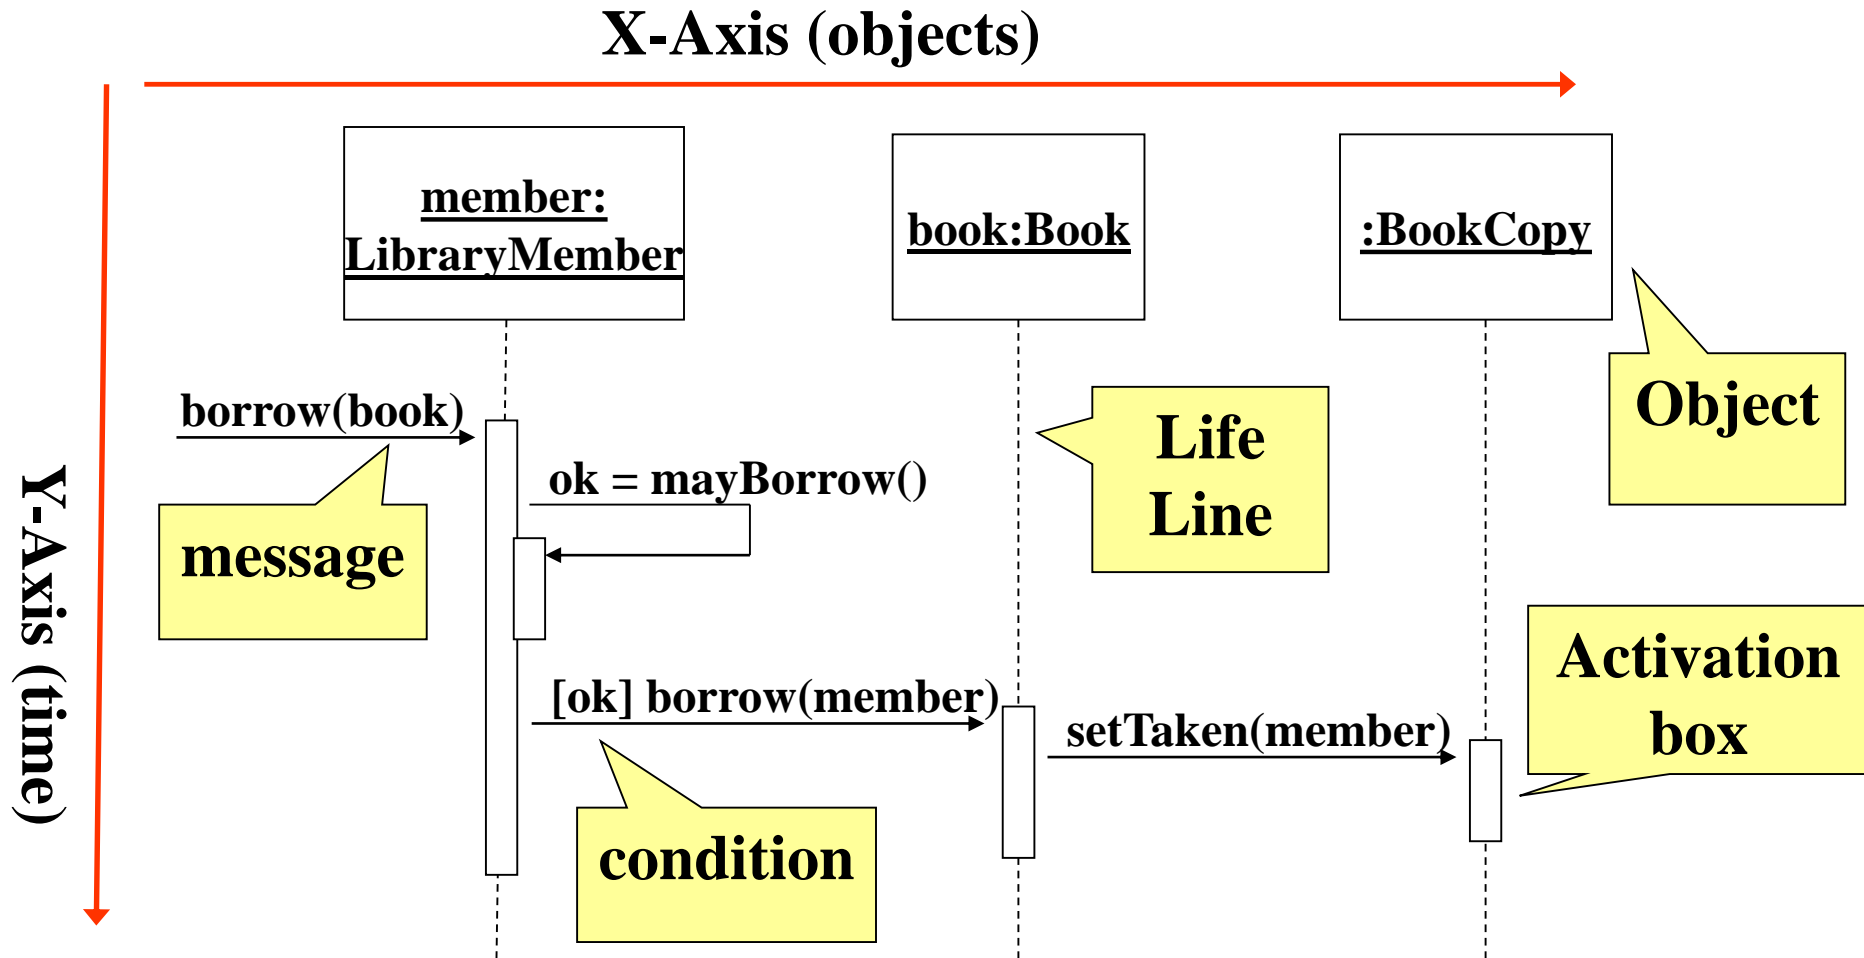 X-Axis (objects)
member:
LibraryMember
book:Book
:BookCopy
Object
borrow(book)
Life
Line
ok = mayBorrow()
message
Y-Axis (time)
Activation
box
[ok] borrow(member)
setTaken(member)
condition